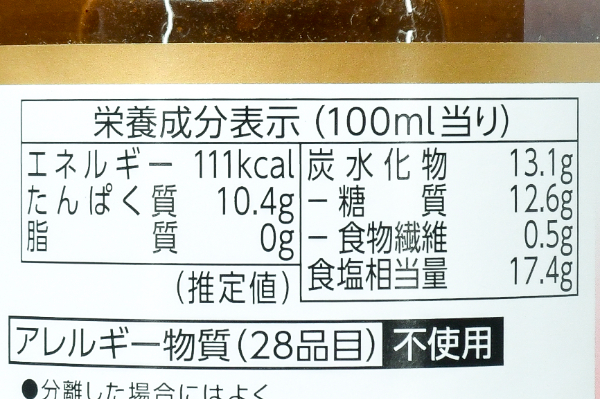 栄養成分表示(100ml当り)
エネルギー 111kcal
たんぱく質 10.4g
脂質 0g
炭水化物 13.1g
－糖質 12.6g
－食物繊維 0.5g
食塩相当量 17.4g
(推定値)
アレルギー物質(28品目) 不使用
●分離した場合にはよく